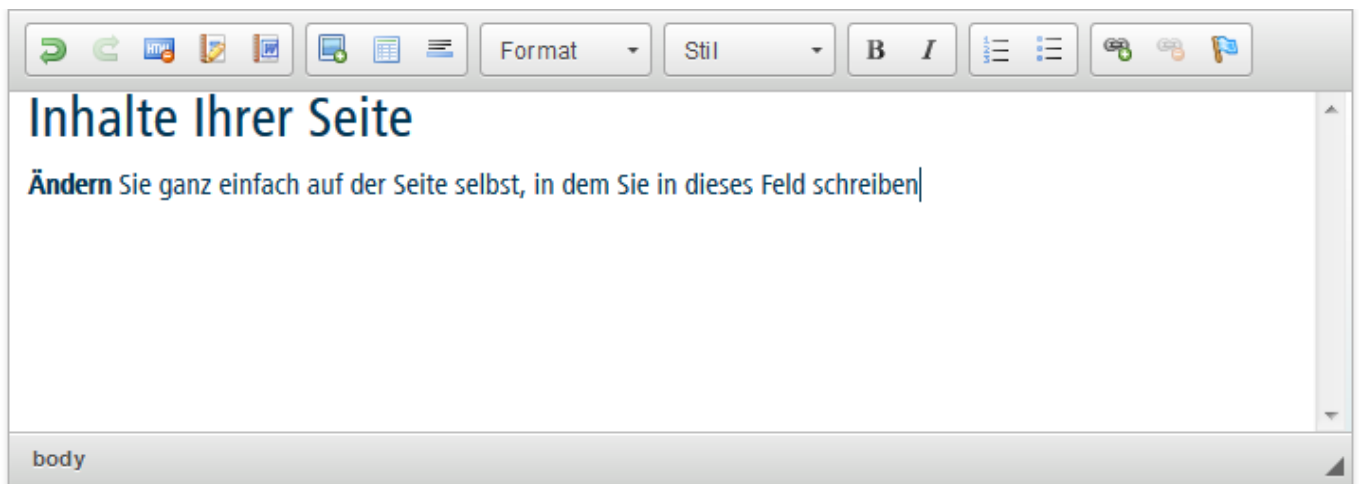 Format Stil B I
Inhalte Ihrer Seite
Ändern Sie ganz einfach auf der Seite selbst, in dem Sie in dieses Feld schreiben
body